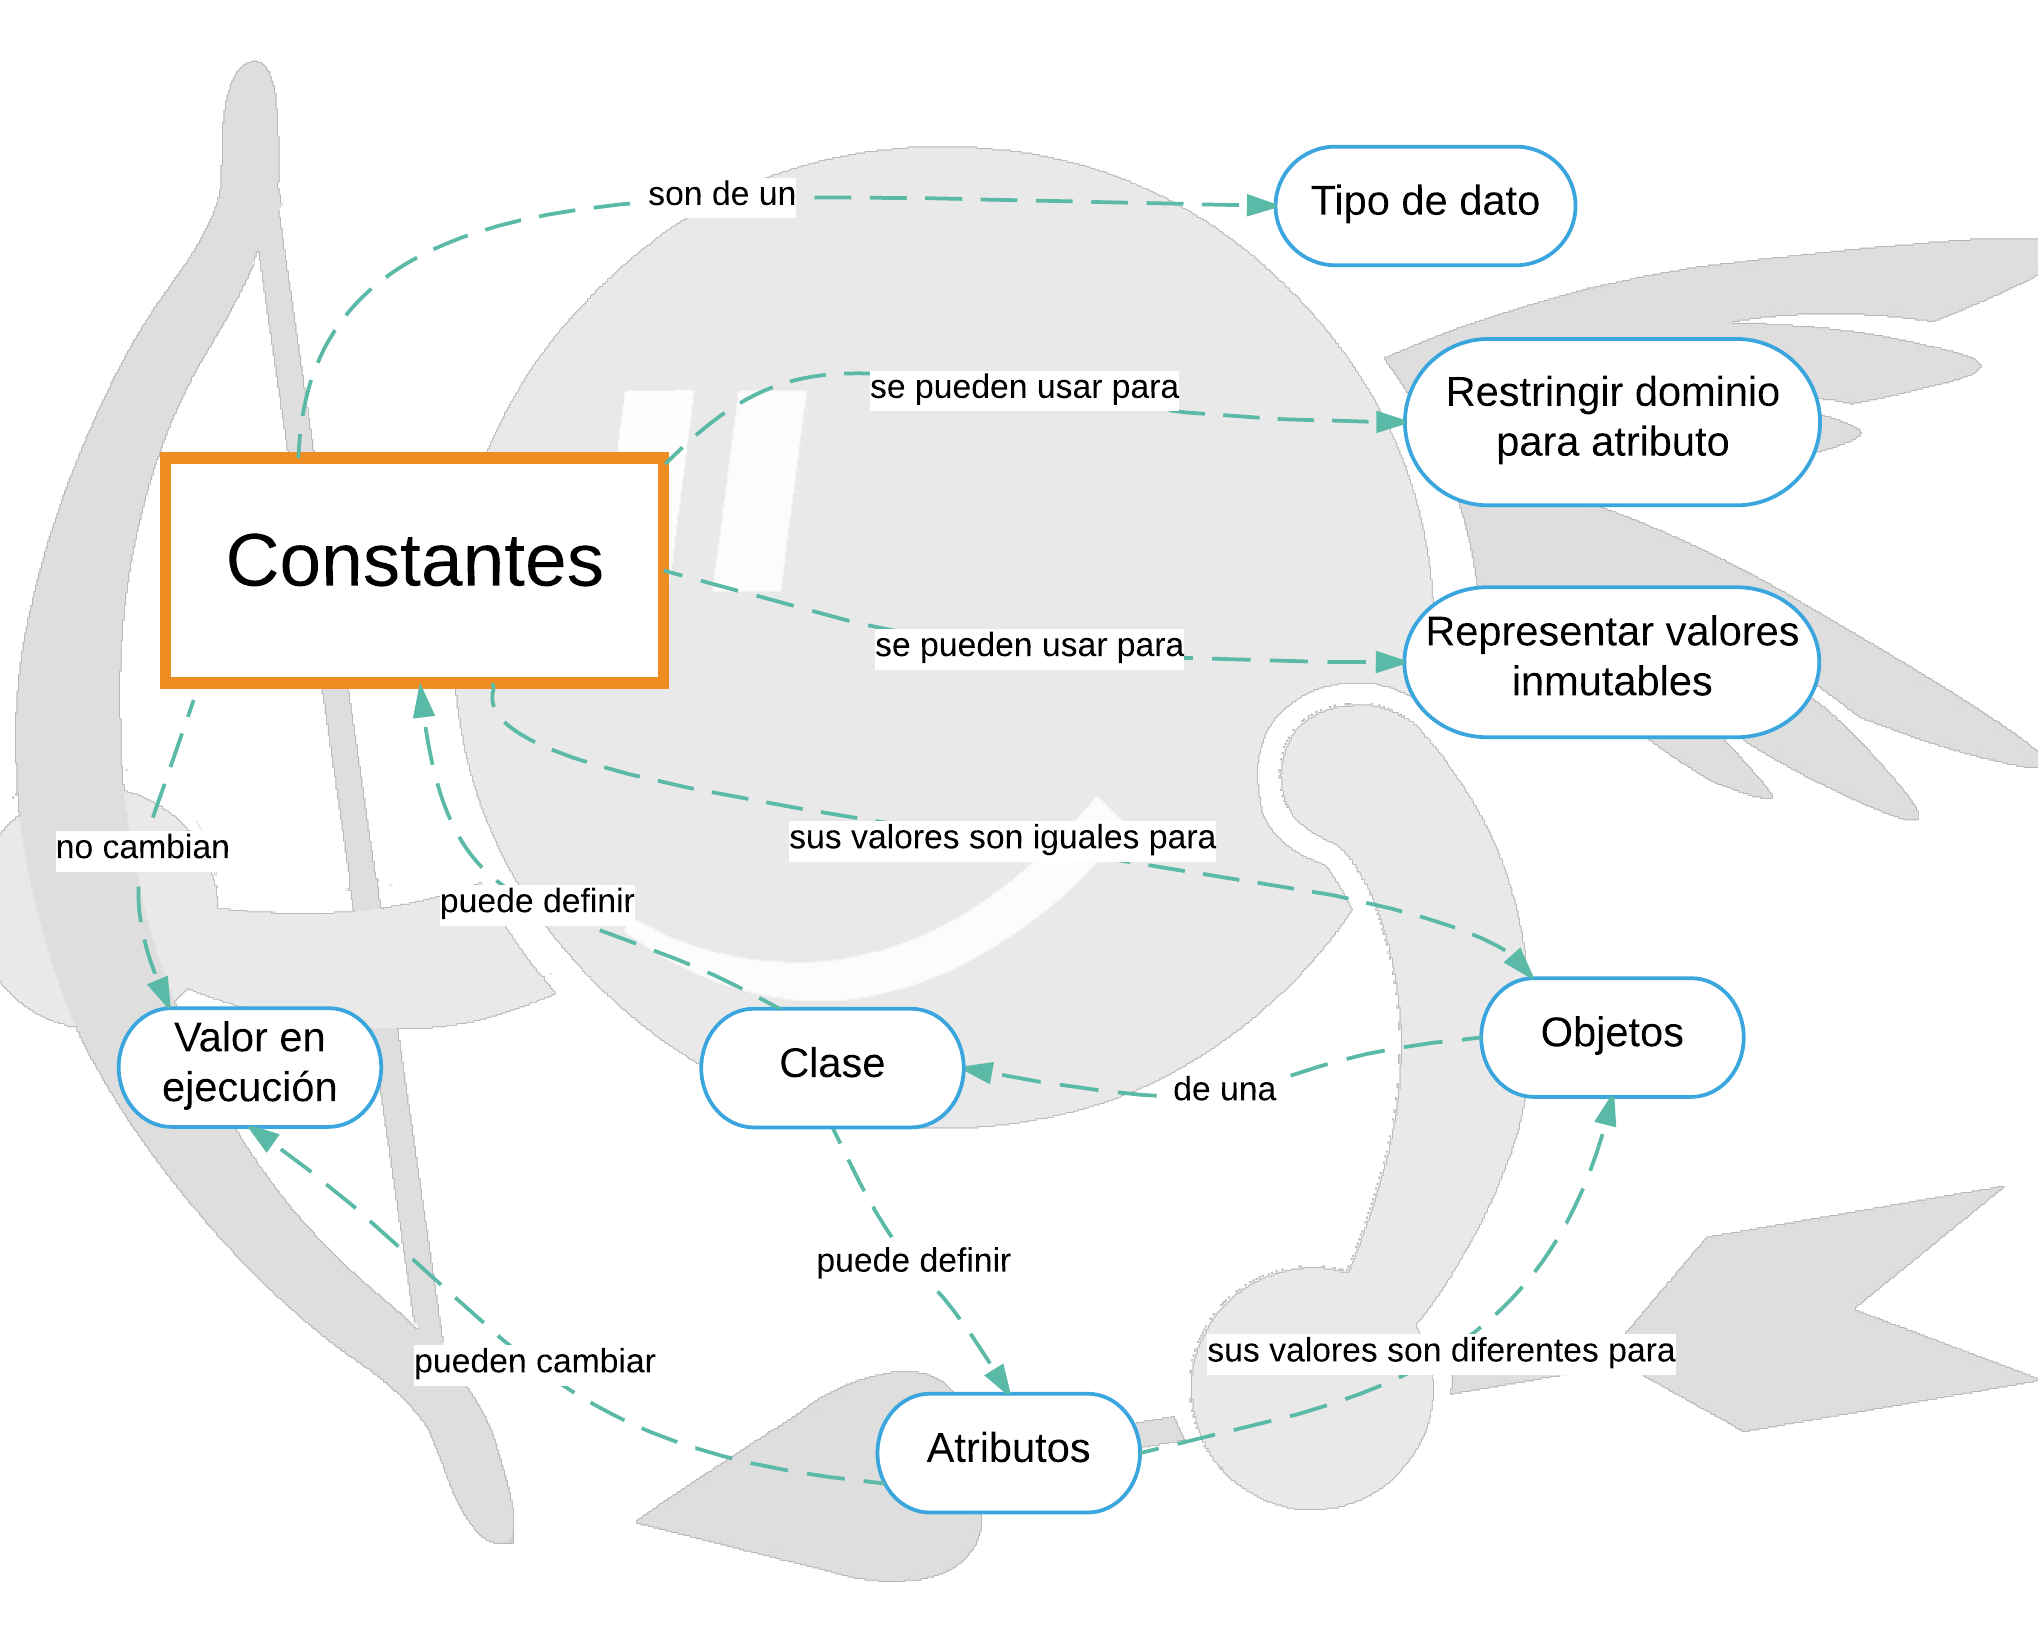 son de un
Tipo de dato
se pueden usar para
Restringir dominio
para atributo
Constantes
se pueden usar para
Representar valores
inmutables
no cambian
sus valores son iguales para
puede definir
Valor en
ejecución
Clase
de una
Objetos
puede definir
pueden cambiar
sus valores son diferentes para
Atributos